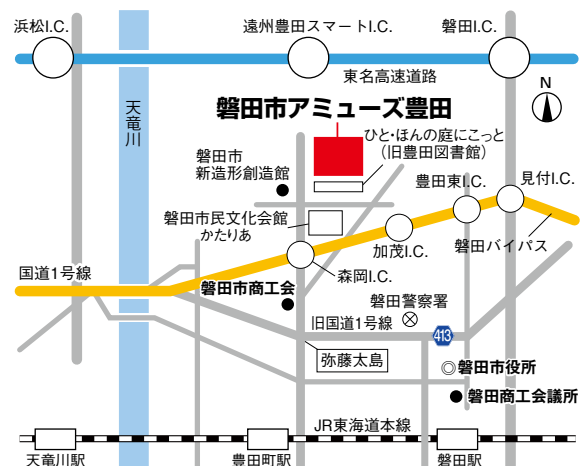 浜松I.C.
遠州豊田スマートI.C.
磐田I.C.
東名高速道路
N
天竜川
磐田市アミューズ豊田
ひと・ほんの庭にこっと
(旧豊田図書館)
磐田市
新造形創造館
豊田東I.C.
見付I.C.
磐田市民文化会館
かたりあ
加茂I.C.
磐田バイパス
国道1号線
森岡I.C.
磐田市商工会
磐田警察署
旧国道1号線
413
弥藤太島
磐田市役所
磐田商工会議所
JR東海道本線
天竜川駅
豊田町駅
磐田駅